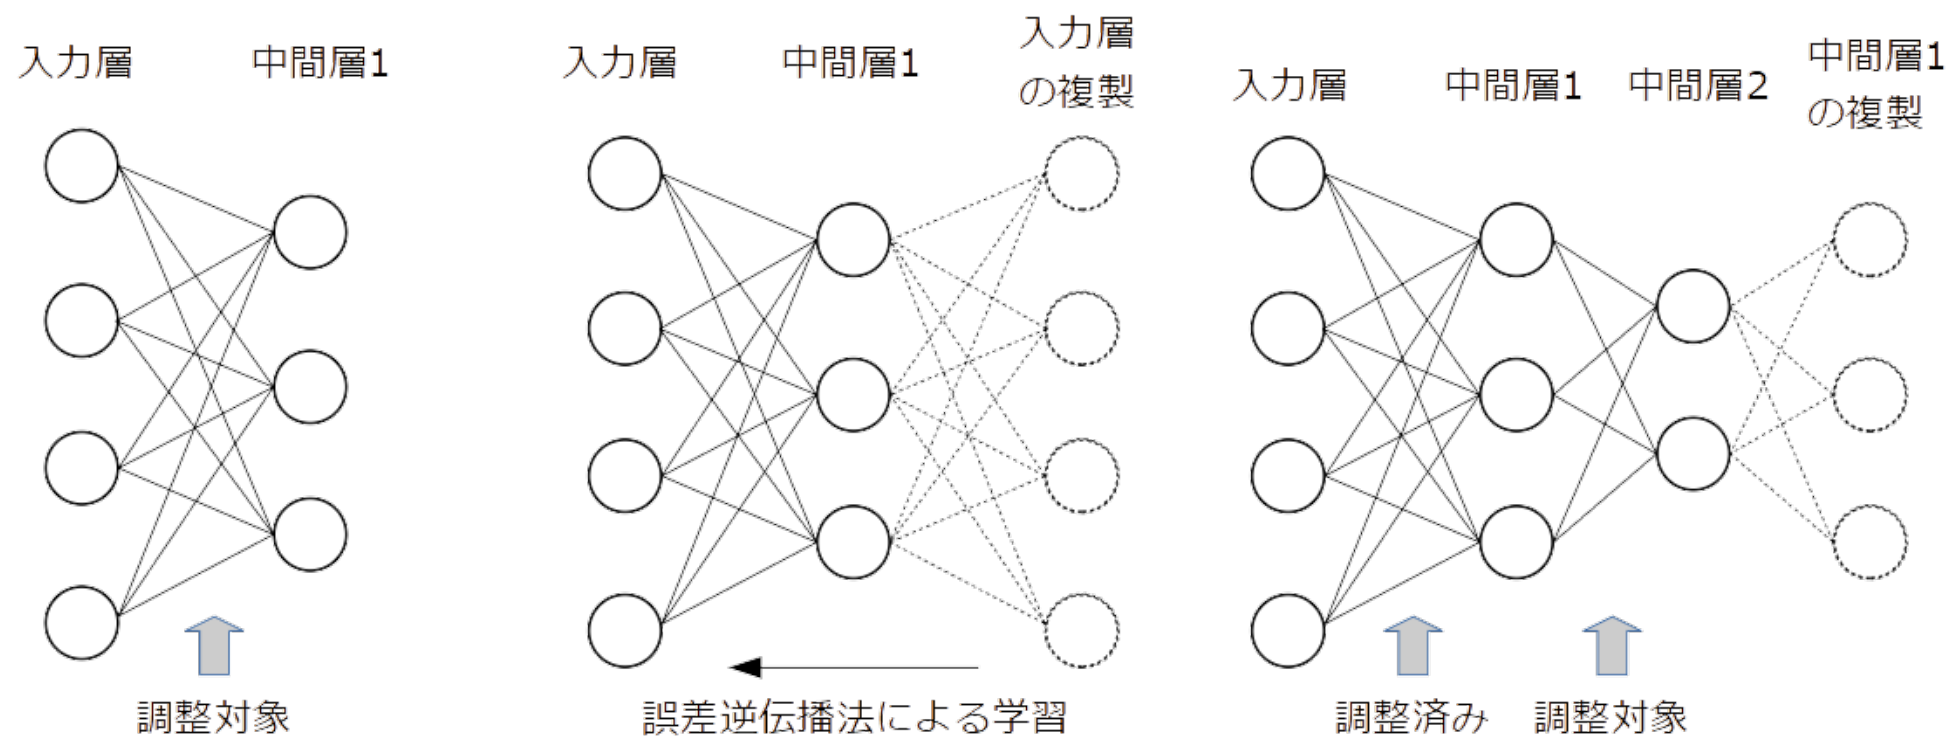 入力層
中間層1
調整対象
入力層
中間層1
入力層
の複製
誤差逆伝播法による学習
入力層
中間層1
中間層2
中間層1
の複製
調整済み
調整対象